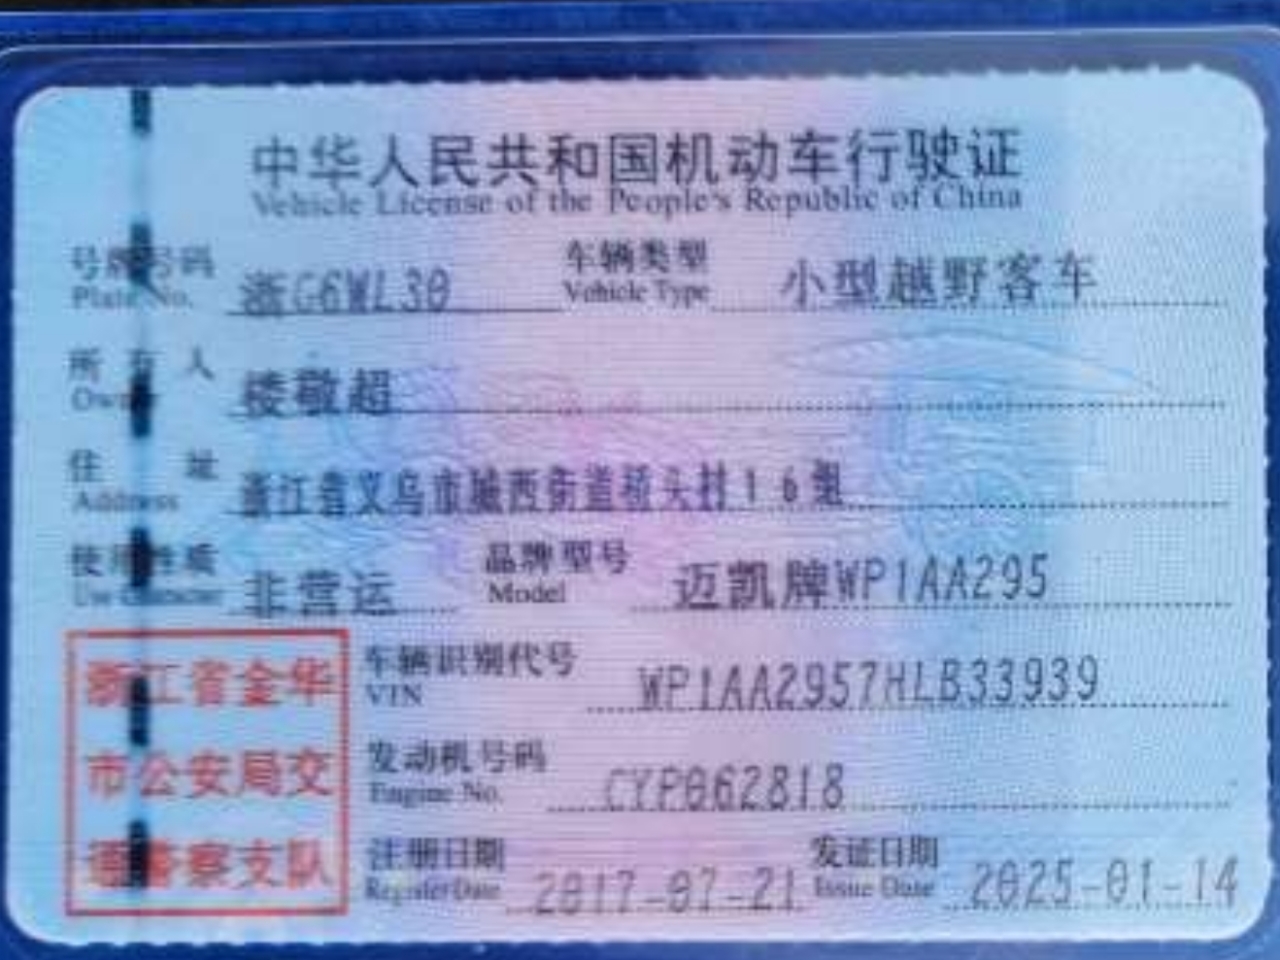 中华人民共和国机动车行驶证
Vehicle License of the People's Republic of China
号牌号码 浙G6WL30 车辆类型 小型越野客车
Plate No. Vehicle Type
所有人 楼敬超
Owner
住址 浙江省义乌市城西街道桥头村16组
Address
使用性质 非营运 品牌型号 迈凯牌WP1AA295
Use Character Model
车辆识别代号 WP1AA2957HLB33939
VIN
发动机号码 CYP062818
Engine No.
注册日期 2017-07-21 发证日期 2025-01-14
Register Date Issue Date
浙江省金华
市公安局交
通警察支队